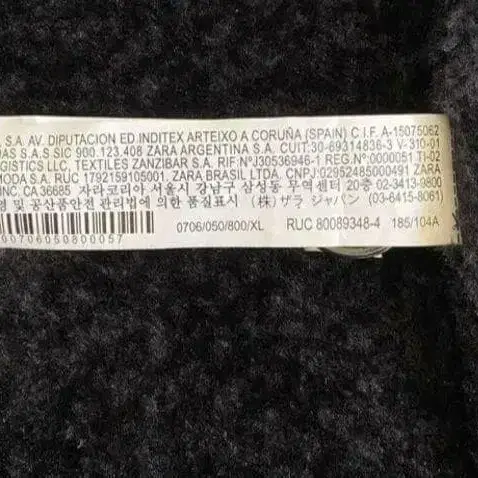 S.A. AV. DIPUTACION ED.INDITEX ARTEIXO A CORUÑA (SPAIN) C.I.F. A-15075062
S.A.S SIC 900.123.408 ZARA ARGENTINA S.A. CUIT:30-69314836-3 V-310-01
GISTICS LLC. TEXTILES ZANZIBAR S.A. RIF:NºJ30536946-1 REG.Nº:0000051 TI-02
MODA S.A. RUC 1792159105001. ZARA BRASIL LTDA. CNPJ:02952485000491 ZARA
INC. CA 36685 자라코리아 서울시 강남구 삼성동 무역센터 20층 02-3413-9800
및 공산품안전 관리법에 의한 품질표시 (株) ザラ ジャパン (03-6415-8061)
0706/050/800/XL RUC 80089348-4 185/104A
00706050800057